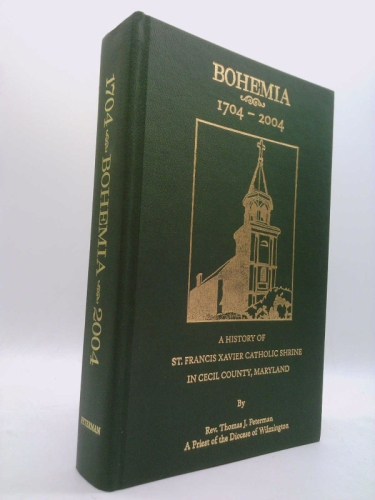 BOHEMIA
1704 – 2004
A HISTORY OF
ST. FRANCIS XAVIER CATHOLIC SHRINE
IN CECIL COUNTY, MARYLAND
By
Rev. Thomas J. Peterman
A Priest of the Diocese of Wilmington
1704 BOHEMIA 2004
PETERMAN